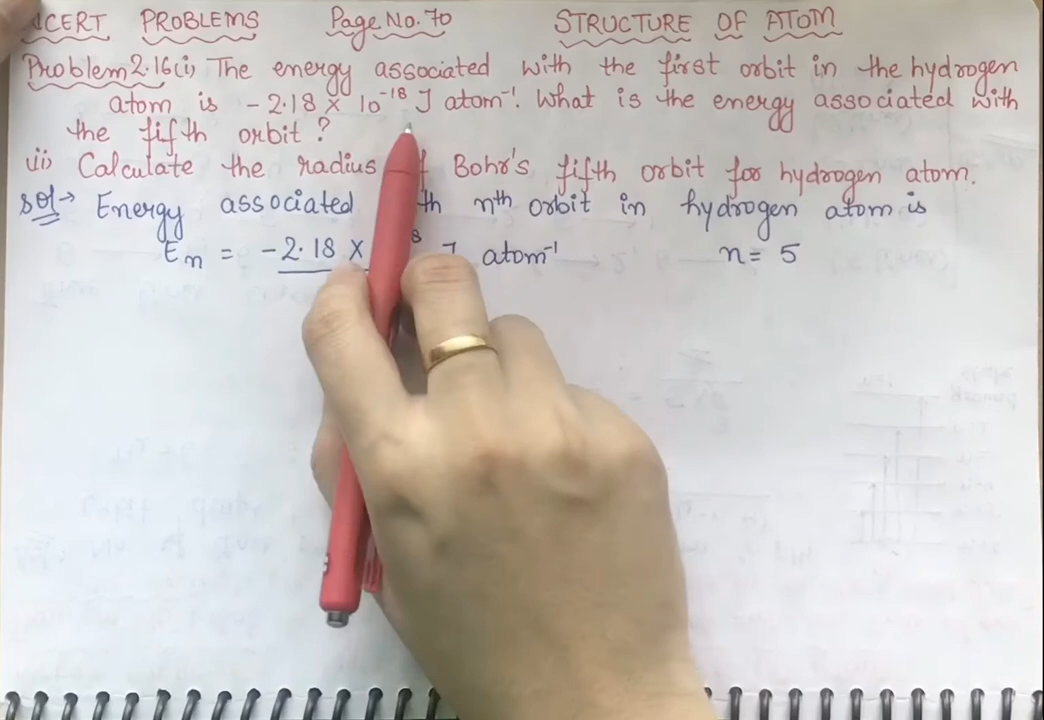 NCERT PROBLEMS Page No. 70 STRUCTURE OF ATOM
Problem 2.16(i) The energy associated with the first orbit in the hydrogen
atom is -2.18 × 10⁻¹⁸ J atom⁻¹. What is the energy associated with
the fifth orbit?
(ii) Calculate the radius of Bohr's fifth orbit for hydrogen atom.
Sol→ Energy associated nth orbit in hydrogen atom is
En = -2.18 × J atom⁻¹ n = 5